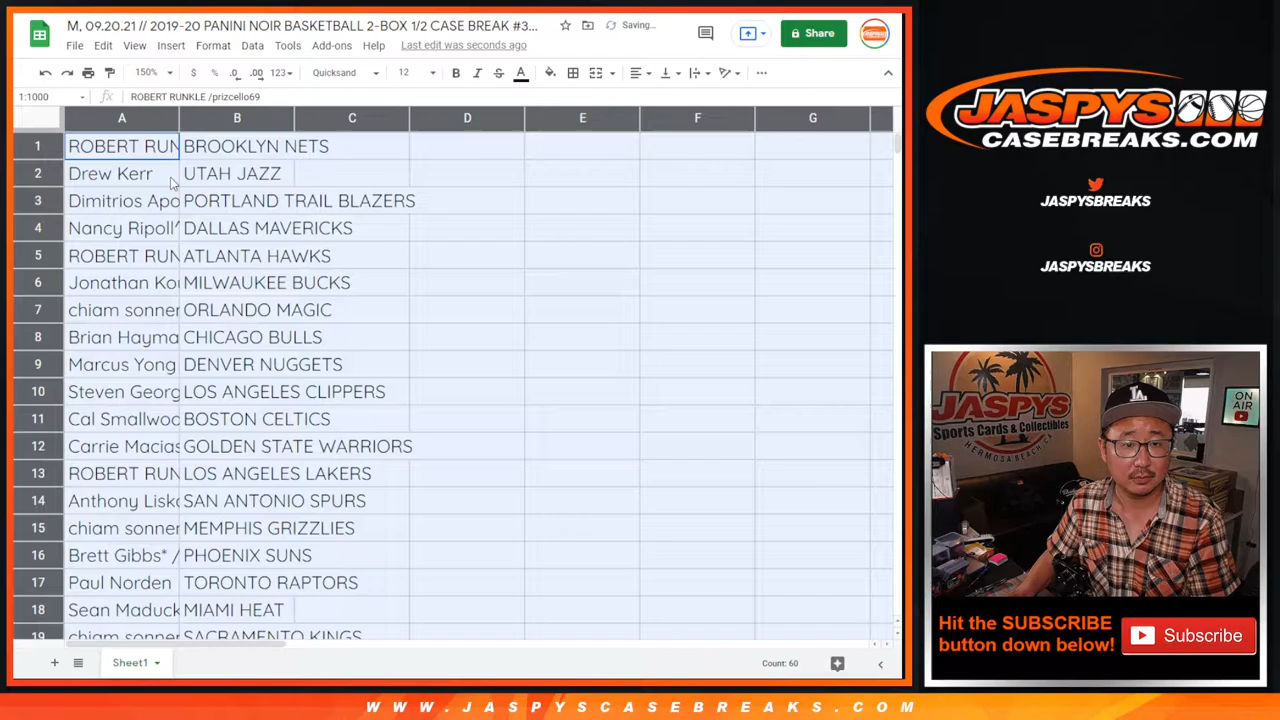 M, 09.20.21 // 2019-20 PANINI NOIR BASKETBALL 2-BOX 1/2 CASE BREAK #3...
Saving...
Share
File Edit View Insert Format Data Tools Add-ons Help Last edit was seconds ago
150% $ % .0 .00 123 Quicksand 12 B I S A
1:1000 fx ROBERT RUNKLE /prizcello69
A B C D E F G
1 ROBERT RUN BROOKLYN NETS
2 Drew Kerr UTAH JAZZ
3 Dimitrios Apo PORTLAND TRAIL BLAZERS
4 Nancy Ripoll DALLAS MAVERICKS
5 ROBERT RUN ATLANTA HAWKS
6 Jonathan Ko MILWAUKEE BUCKS
7 chiam sonner ORLANDO MAGIC
8 Brian Hayma CHICAGO BULLS
9 Marcus Yong DENVER NUGGETS
10 Steven Georg LOS ANGELES CLIPPERS
11 Cal Smallwoo BOSTON CELTICS
12 Carrie Macias GOLDEN STATE WARRIORS
13 ROBERT RUN LOS ANGELES LAKERS
14 Anthony Lisk SAN ANTONIO SPURS
15 chiam sonner MEMPHIS GRIZZLIES
16 Brett Gibbs* / PHOENIX SUNS
17 Paul Norden TORONTO RAPTORS
18 Sean Maduck MIAMI HEAT
19 chiam sonner SACRAMENTO KINGS
Sheet1
Count: 60
JASPYS
CASEBREAKS.COM
JASPYSBREAKS
JASPYSBREAKS
JASPYS
Sports Cards & Collectibles
HERMOSA BEACH, CA
LA
ON
AIR
Hit the SUBSCRIBE
button down below!
Subscribe
WWW.JASPYSCASEBREAKS.COM